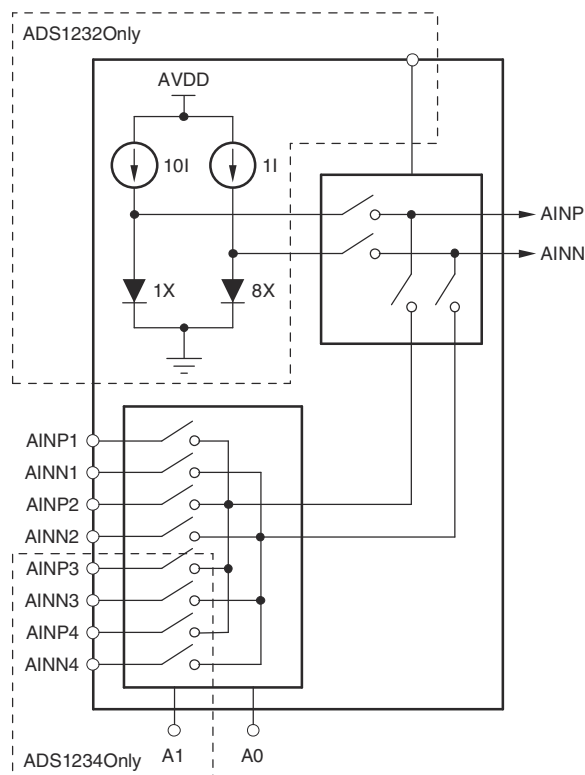 ADS1232Only
AVDD
10I
1I
AINP
AINN
1X
8X
AINP1
AINN1
AINP2
AINN2
AINP3
AINN3
AINP4
AINN4
ADS1234Only
A1
A0